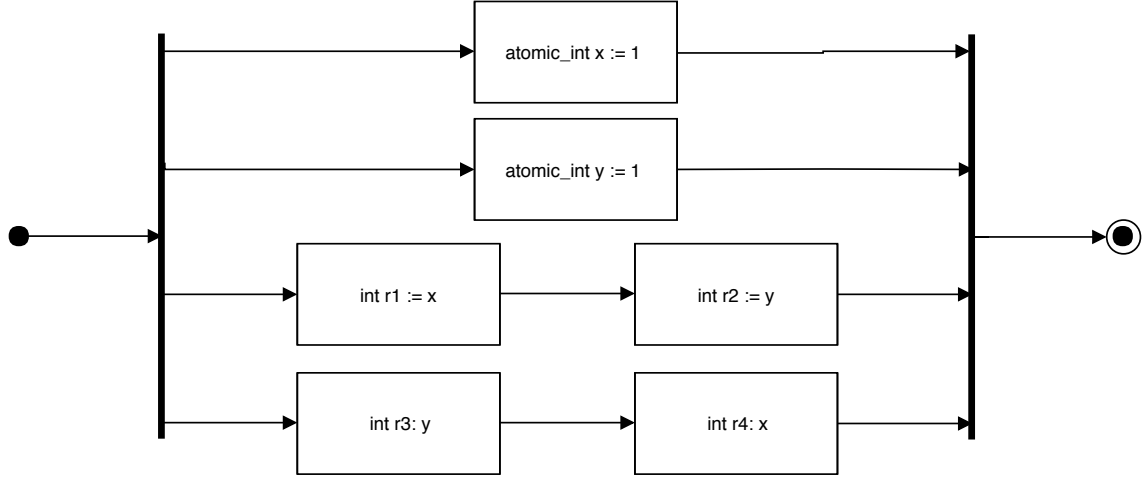 atomic_int x := 1
atomic_int y := 1
int r1 := x
int r2 := y
int r3: y
int r4: x